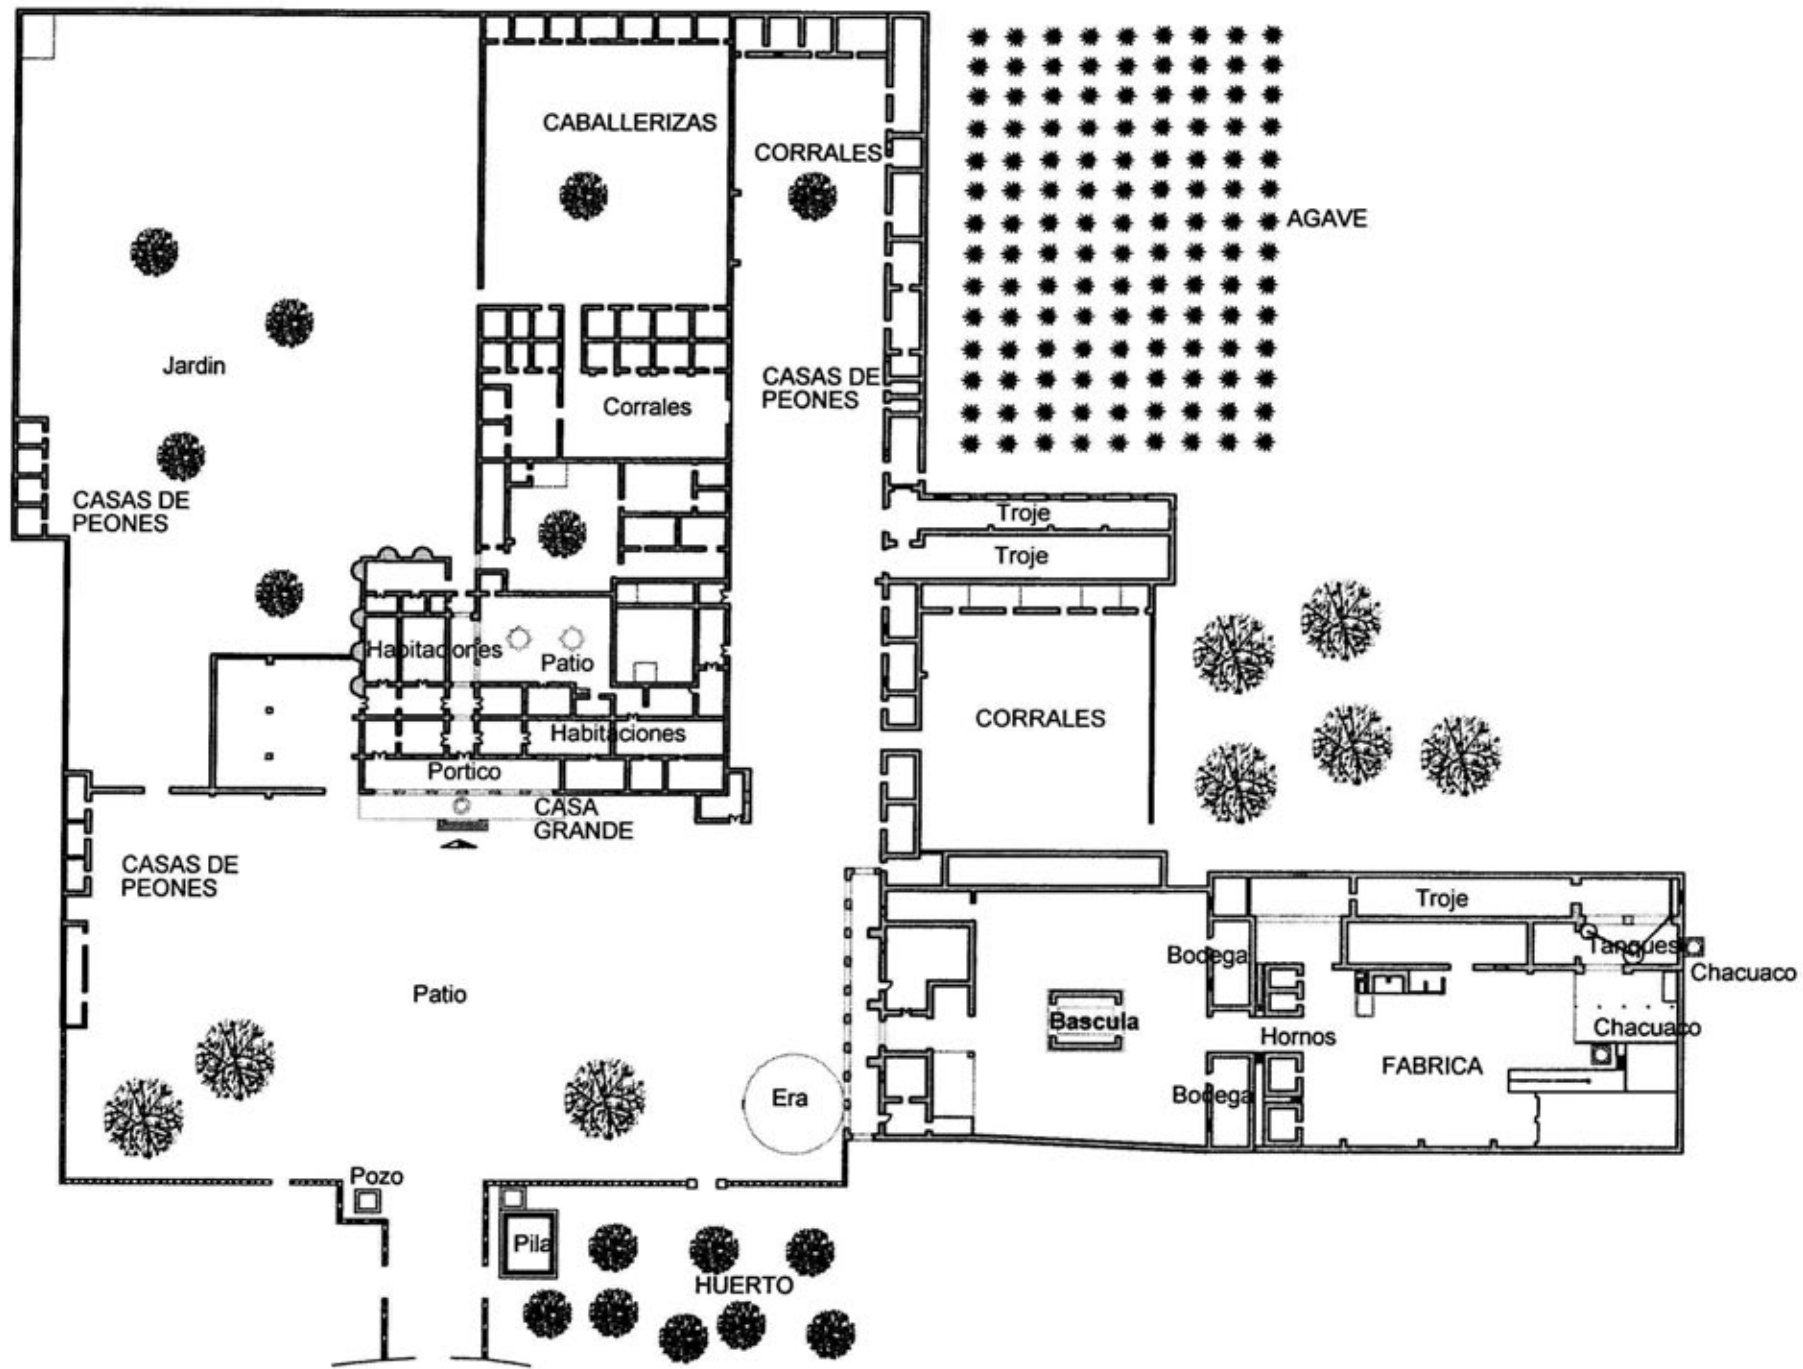 CABALLERIZAS
CORRALES
AGAVE
Jardin
CASAS DE
PEONES
Corrales
CASAS DE
PEONES
Troje
Troje
Habitaciones
Patio
CORRALES
Habitaciones
Portico
CASA
GRANDE
CASAS DE
PEONES
Troje
Bodega
Tanques
Chacuaco
Patio
Bascula
Chacuaco
Hornos
FABRICA
Bodega
Era
Pozo
Pila
HUERTO